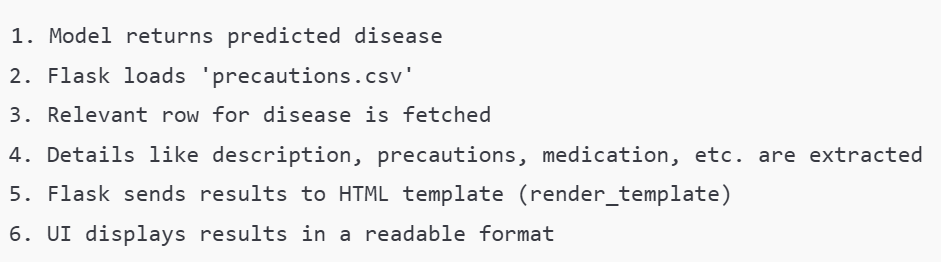 1. Model returns predicted disease
2. Flask loads 'precautions.csv'
3. Relevant row for disease is fetched
4. Details like description, precautions, medication, etc. are extracted
5. Flask sends results to HTML template (render_template)
6. UI displays results in a readable format